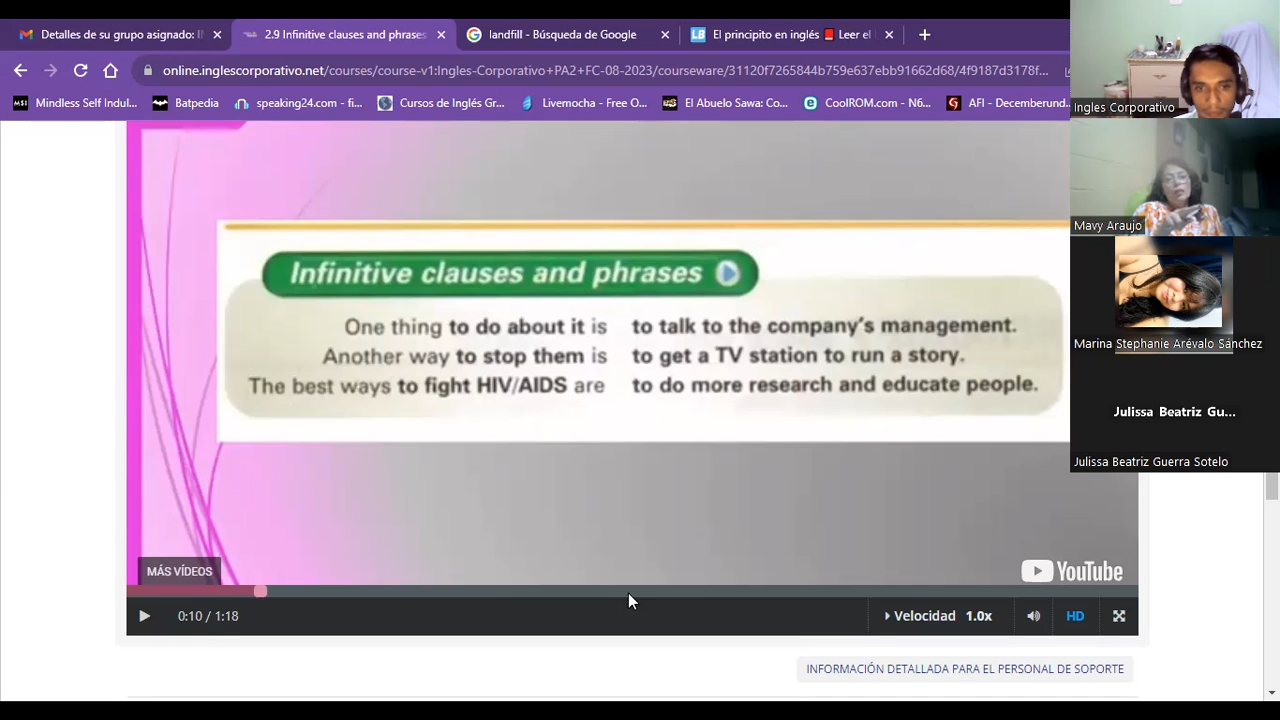 Detalles de su grupo asignado: I
2.9 Infinitive clauses and phrases
landfill - Búsqueda de Google
El principito en inglés
Leer el
online.inglescorporativo.net/courses/course-v1:Ingles-Corporativo+PA2+FC-08-2023/courseware/31120f7265844b759e637ebb91662d68/4f9187d3178f...
Mindless Self Indul...
Batpedia
speaking24.com - fi...
Cursos de Inglés Gr...
Livemocha - Free O...
El Abuelo Sawa: Co...
CoolROM.com - N6...
AFI - Decemberund...
Ingles Corporativo
Mavy Araujo
Marina Stephanie Arévalo Sánchez
Julissa Beatriz Gu...
Julissa Beatriz Guerra Sotelo
Infinitive clauses and phrases
One thing to do about it is to talk to the company's management.
Another way to stop them is to get a TV station to run a story.
The best ways to fight HIV/AIDS are to do more research and educate people.
MÁS VÍDEOS
YouTube
0:10 / 1:18
Velocidad 1.0x
HD
INFORMACIÓN DETALLADA PARA EL PERSONAL DE SOPORTE